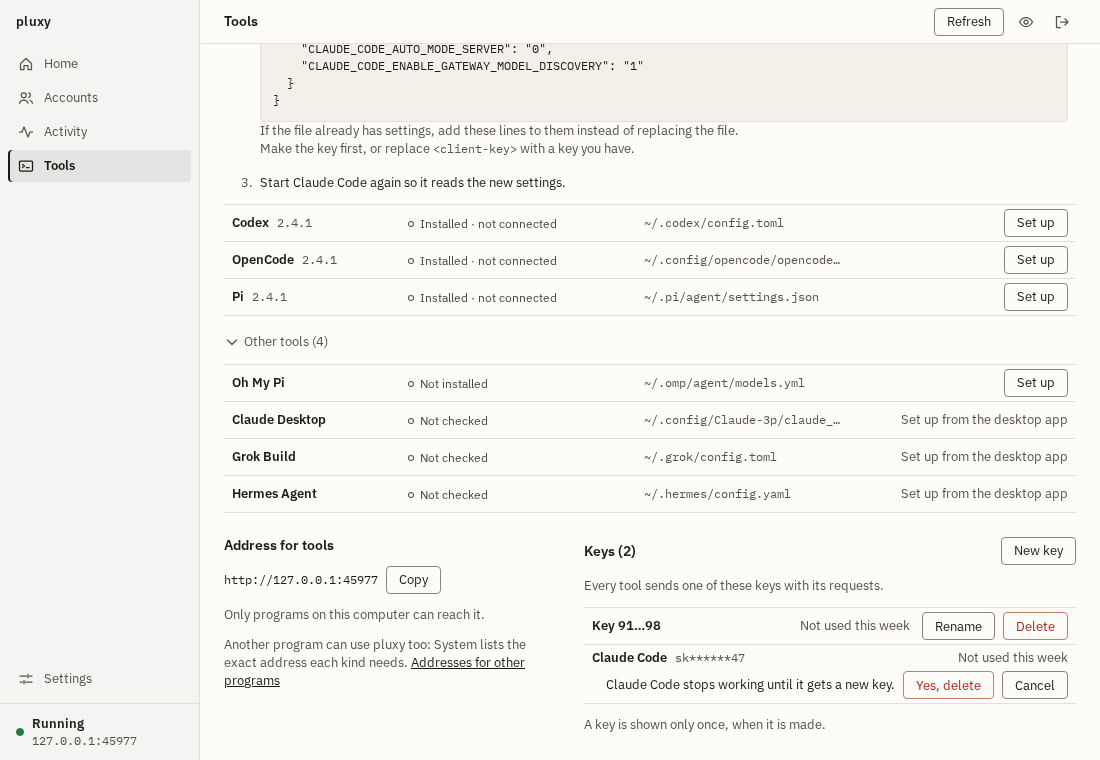 pluxy
Home
Accounts
Activity
Tools
Settings
Running
127.0.0.1:45977
Tools
Refresh
"CLAUDE_CODE_AUTO_MODE_SERVER": "0",
"CLAUDE_CODE_ENABLE_GATEWAY_MODEL_DISCOVERY": "1"
}
}
If the file already has settings, add these lines to them instead of replacing the file.
Make the key first, or replace <client-key> with a key you have.
3. Start Claude Code again so it reads the new settings.
Codex 2.4.1 Installed · not connected ~/.codex/config.toml Set up
OpenCode 2.4.1 Installed · not connected ~/.config/opencode/opencode… Set up
Pi 2.4.1 Installed · not connected ~/.pi/agent/settings.json Set up
Other tools (4)
Oh My Pi Not installed ~/.omp/agent/models.yml Set up
Claude Desktop Not checked ~/.config/Claude-3p/claude_… Set up from the desktop app
Grok Build Not checked ~/.grok/config.toml Set up from the desktop app
Hermes Agent Not checked ~/.hermes/config.yaml Set up from the desktop app
Address for tools
http://127.0.0.1:45977 Copy
Only programs on this computer can reach it.
Another program can use pluxy too: System lists the
exact address each kind needs. Addresses for other
programs
Keys (2) New key
Every tool sends one of these keys with its requests.
Key 91…98 Not used this week Rename Delete
Claude Code sk******47 Not used this week
Claude Code stops working until it gets a new key. Yes, delete Cancel
A key is shown only once, when it is made.